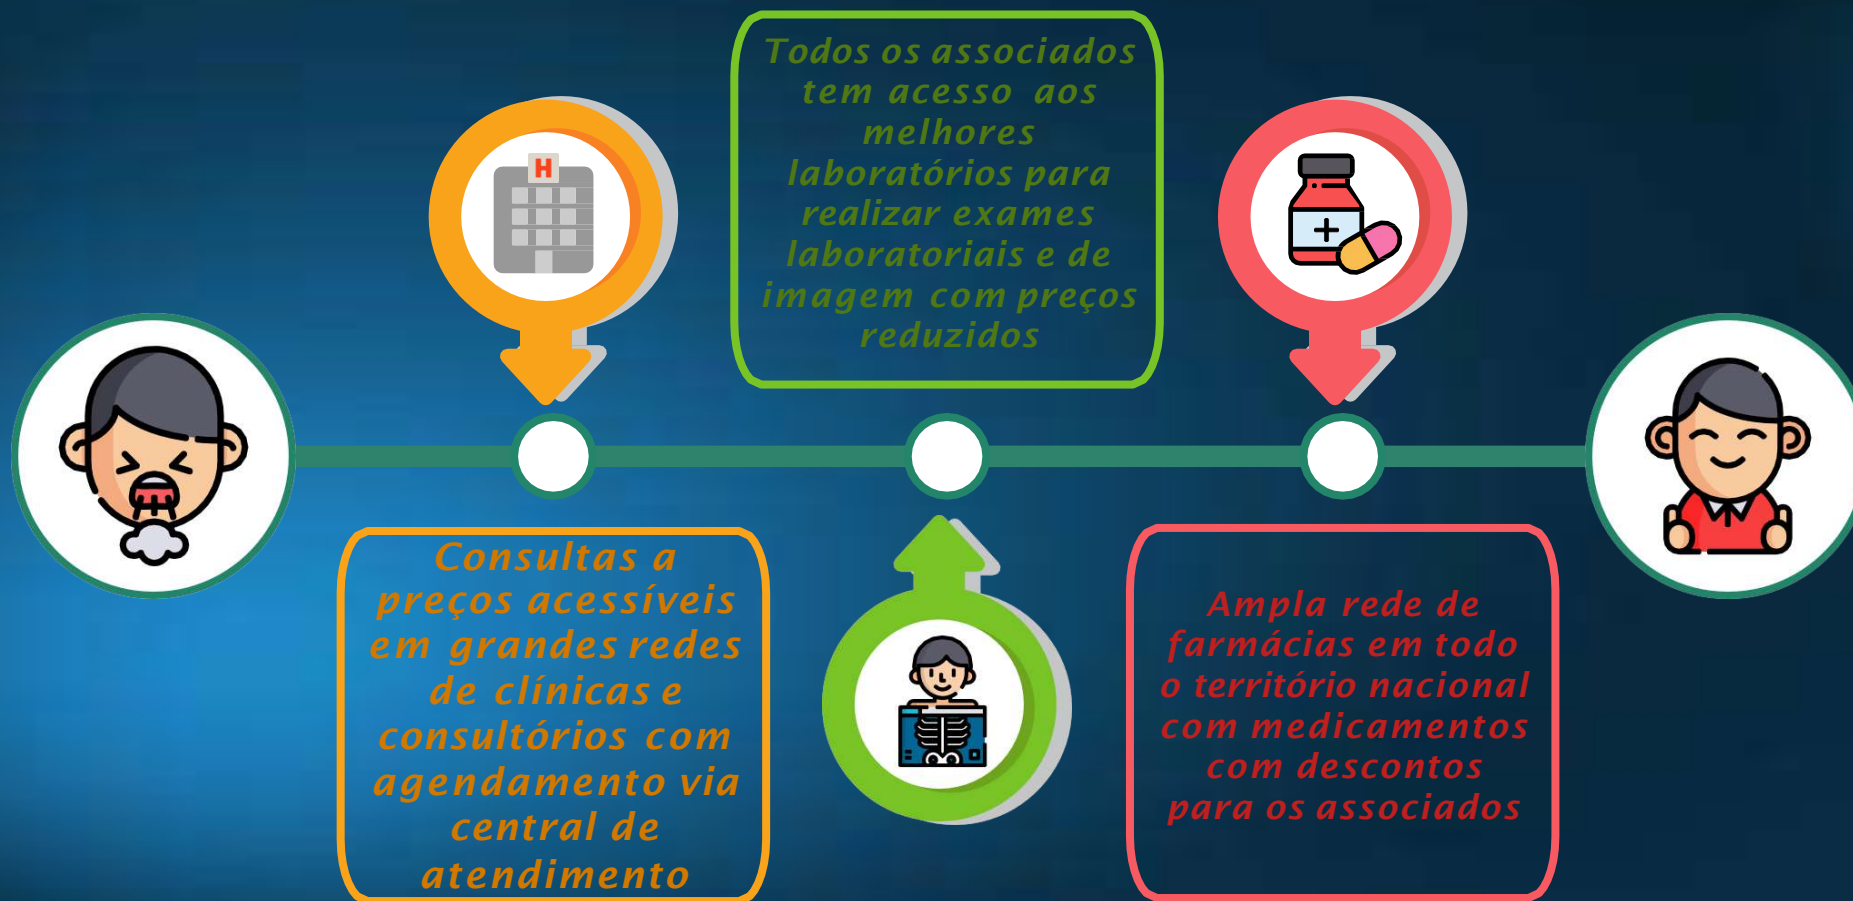 Todos os associados
tem acesso aos
melhores
laboratórios para
realizar exames
laboratoriais e de
imagem com preços
reduzidos
H
Consultas a
preços acessíveis
em grandes redes
de clínicas e
consultórios com
agendamento via
central de
atendimento
Ampla rede de
farmácias em todo
o território nacional
com medicamentos
com descontos
para os associados